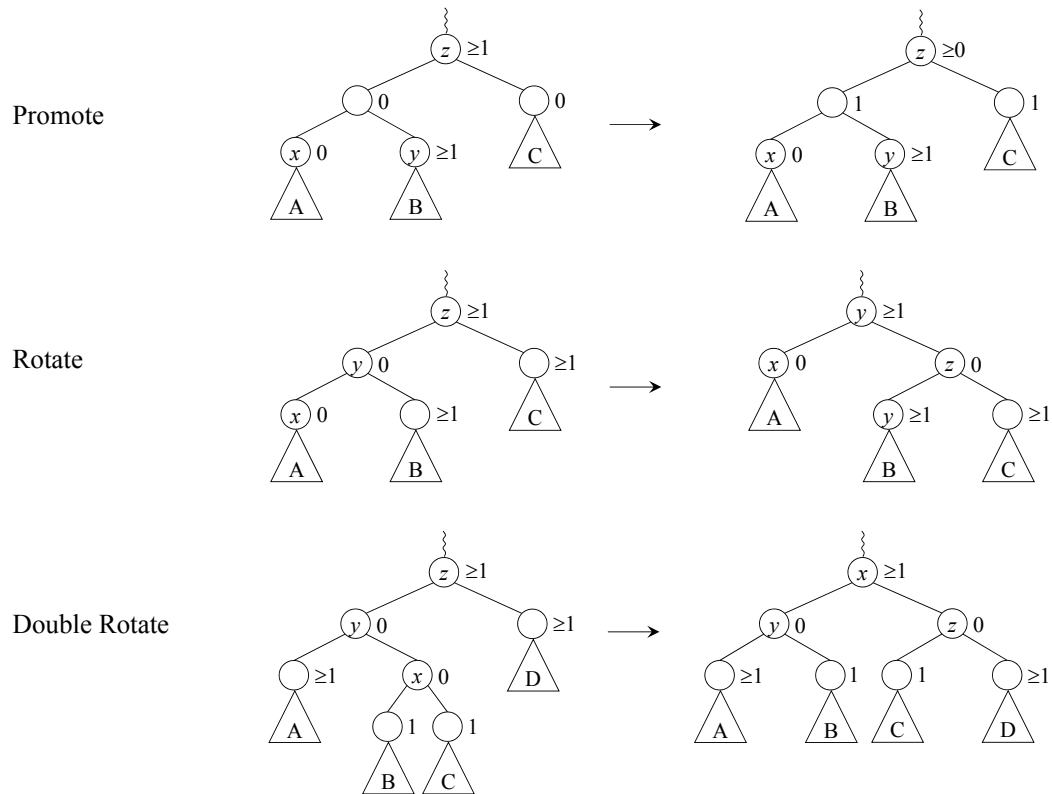 z ≥1 z ≥0
Promote 0 0 1 1
x 0 y ≥1 C x 0 y ≥1 C
A B A B
z ≥1 y ≥1
Rotate y 0 ≥1 x 0 z 0
x 0 ≥1 C A y ≥1 ≥1
A B B C
z ≥1 x ≥1
Double Rotate y 0 ≥1 y 0 z 0
≥1 x 0 D ≥1 1 1 ≥1
A 1 1 A B C D
B C